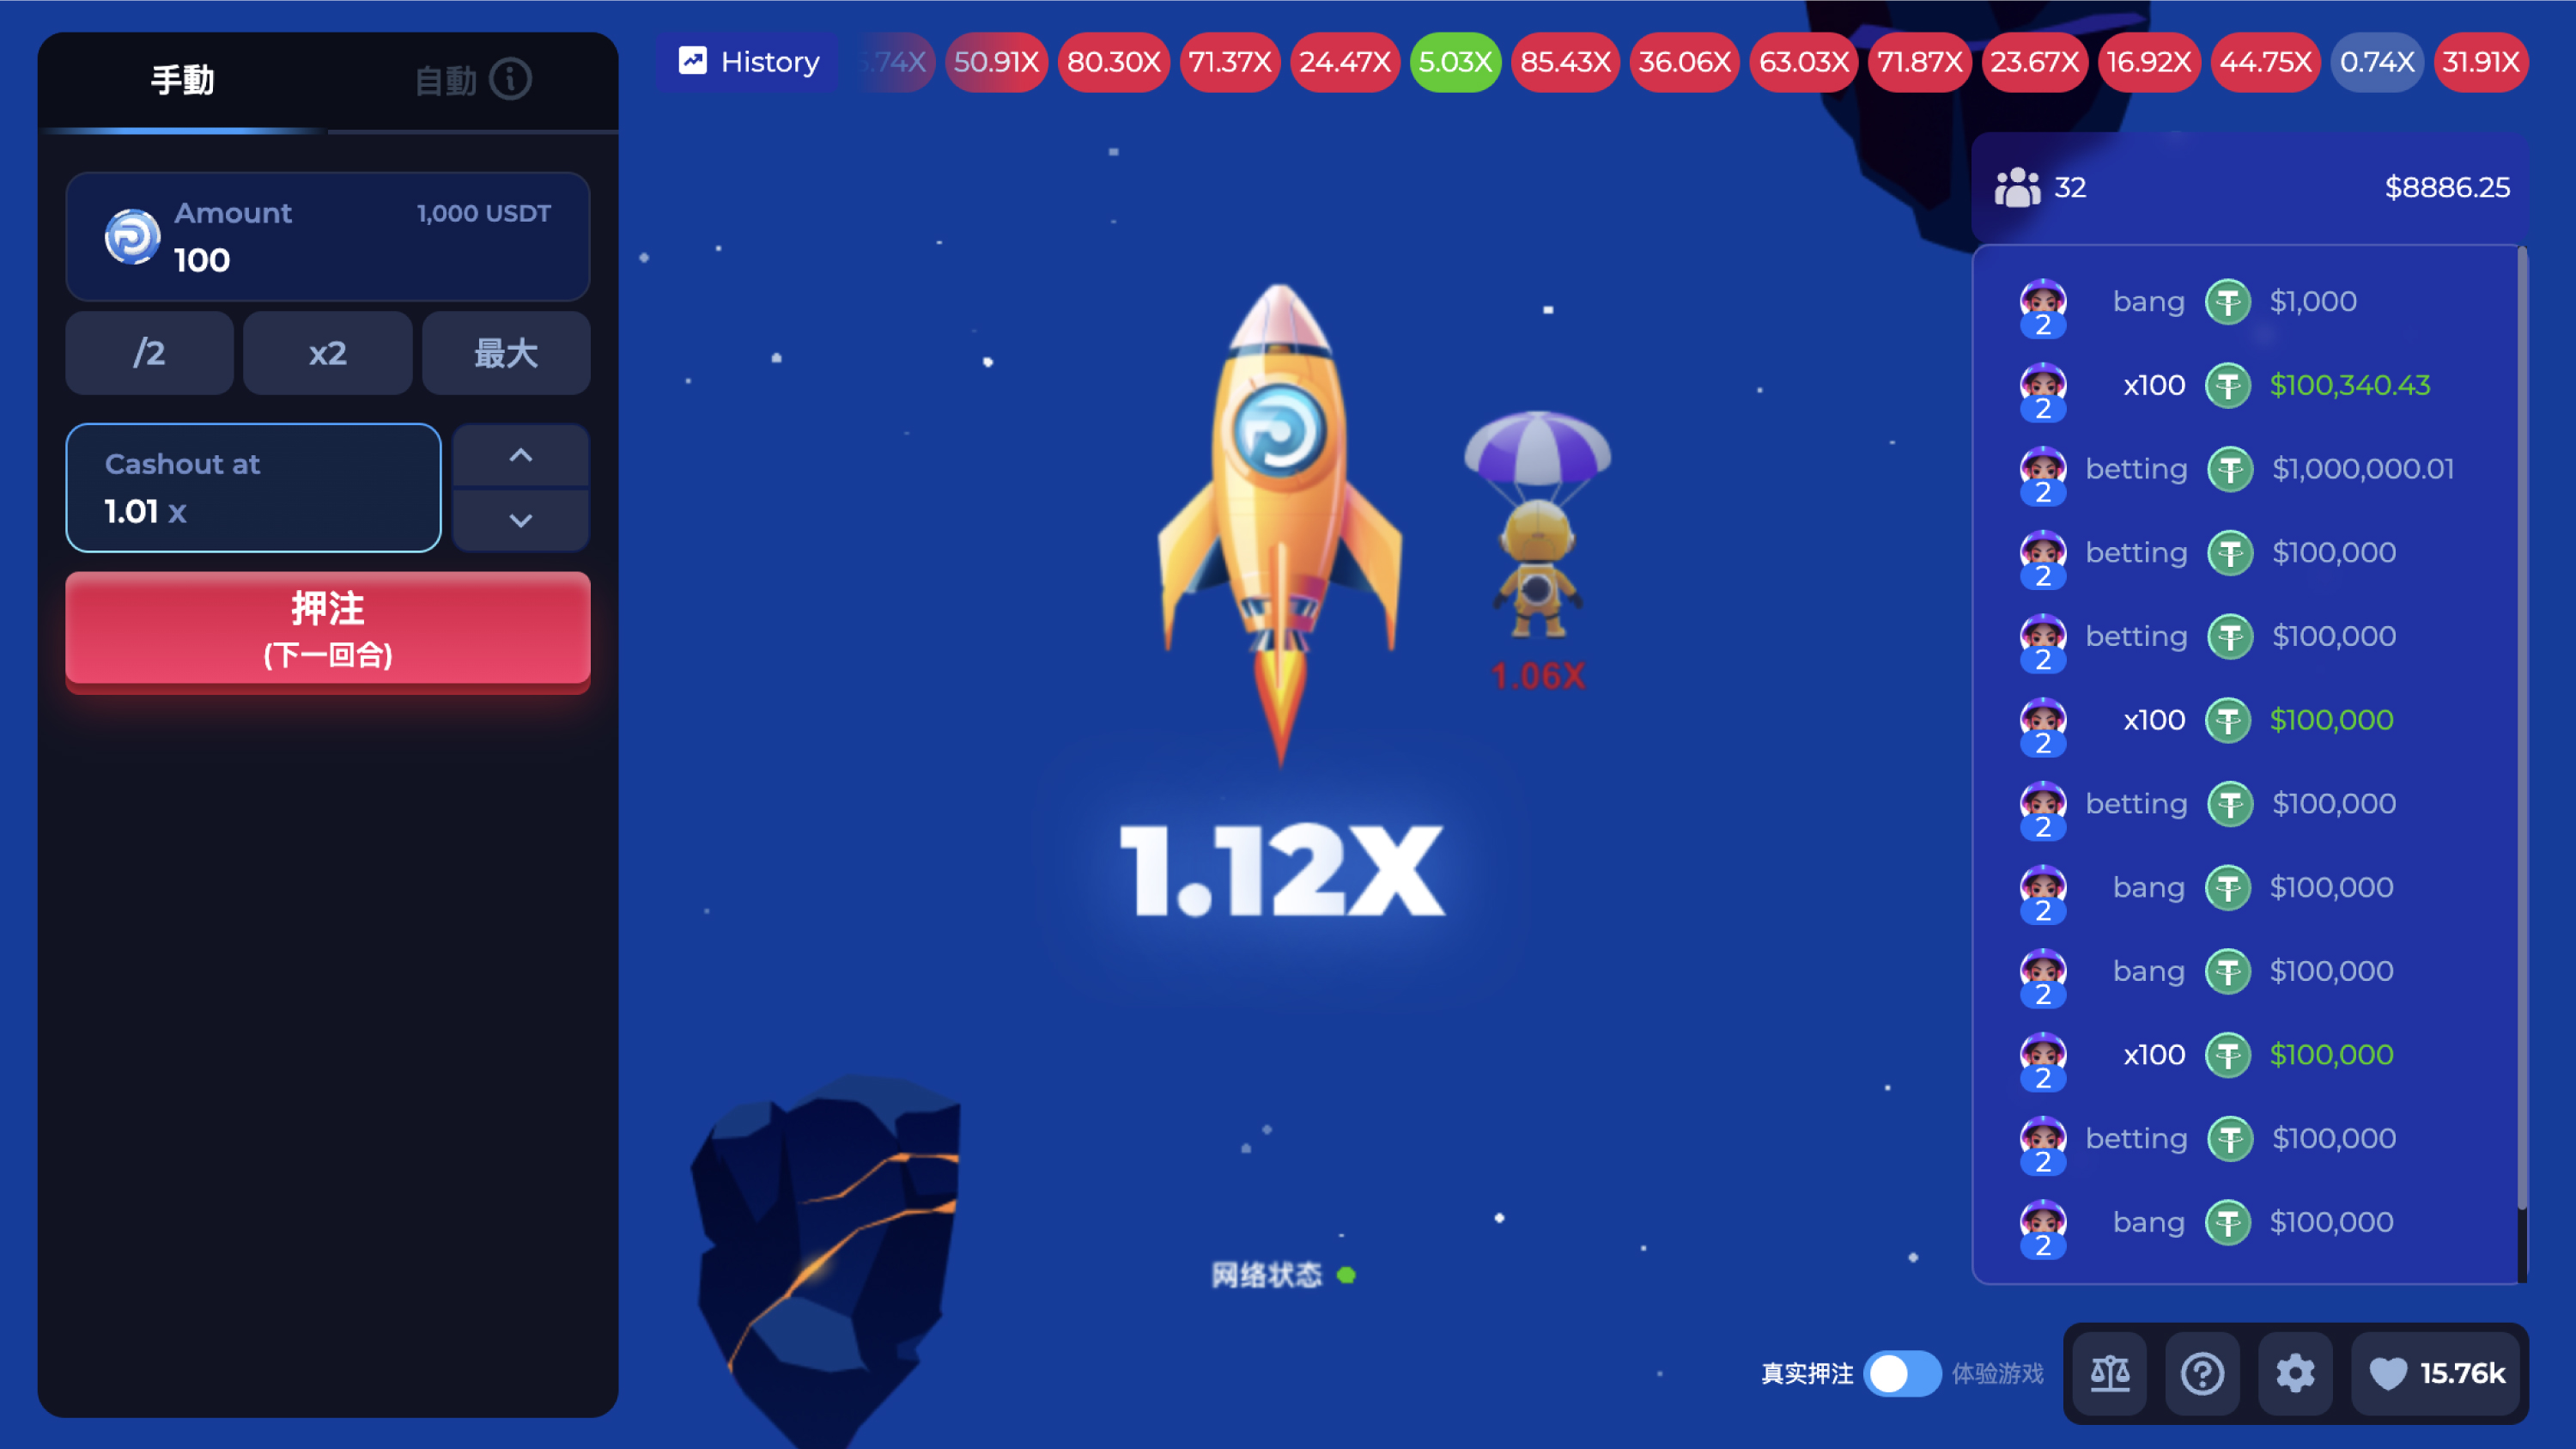 手動
自動
Amount
1,000 USDT
100
/2
x2
最大
Cashout at
1.01 x
押注
(下一回合)
History
5.74X 50.91X 80.30X 71.37X 24.47X 5.03X 85.43X 36.06X 63.03X 71.87X 23.67X 16.92X 44.75X 0.74X 31.91X
1.06X
1.12X
网络状态
32
$8886.25
2 bang $1,000
2 x100 $100,340.43
2 betting $1,000,000.01
2 betting $100,000
2 betting $100,000
2 x100 $100,000
2 betting $100,000
2 bang $100,000
2 bang $100,000
2 x100 $100,000
2 betting $100,000
2 bang $100,000
真实押注
体验游戏
15.76k